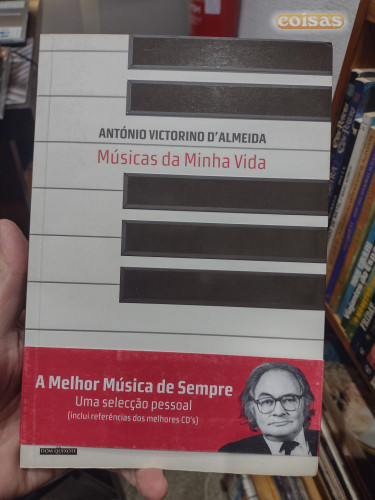 coisas
ANTÓNIO VICTORINO D'ALMEIDA
Músicas da Minha Vida
A Melhor Música de Sempre
Uma selecção pessoal
(inclui referências dos melhores CD's)
DOM QUIXOTE